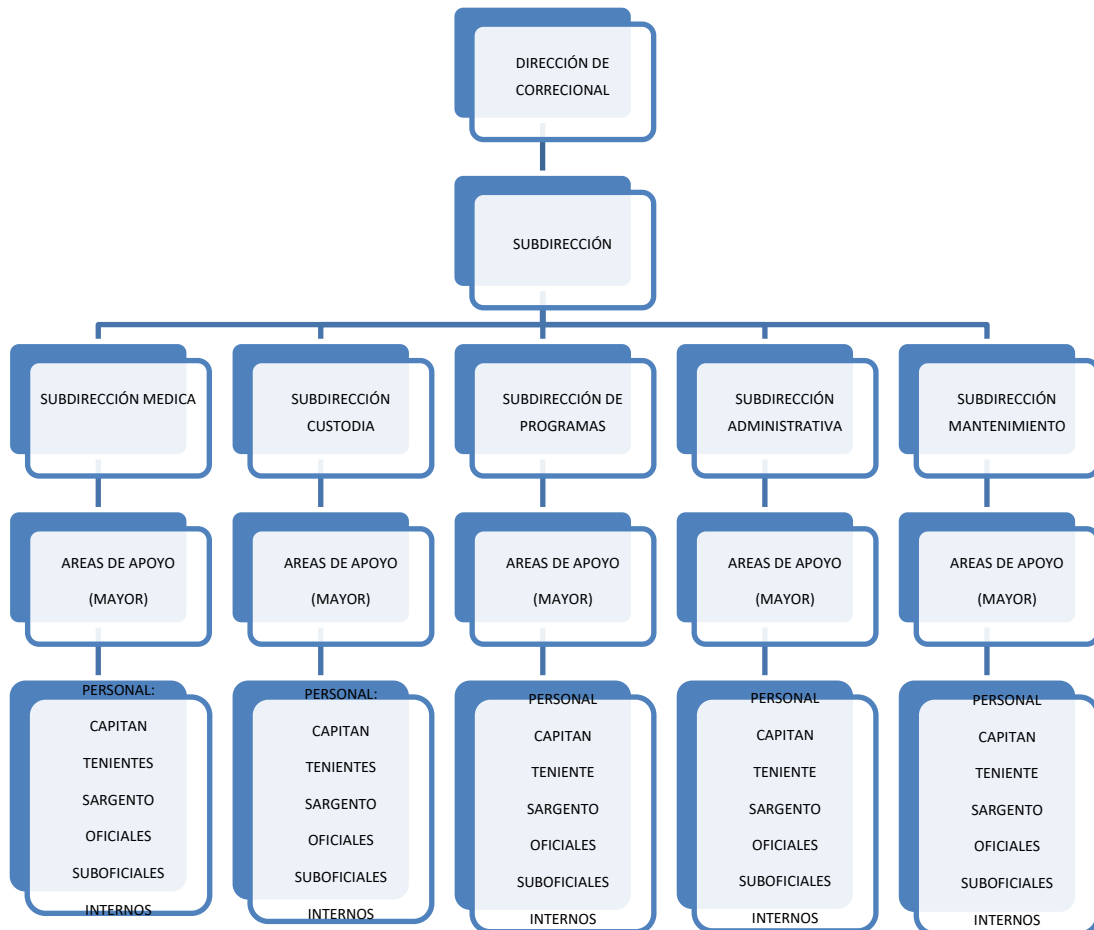 DIRECCIÓN DE
CORRECIONAL
SUBDIRECCIÓN
SUBDIRECCIÓN MEDICA
SUBDIRECCIÓN
CUSTODIA
SUBDIRECCIÓN DE
PROGRAMAS
SUBDIRECCIÓN
ADMINISTRATIVA
SUBDIRECCIÓN
MANTENIMIENTO
AREAS DE APOYO
(MAYOR)
AREAS DE APOYO
(MAYOR)
AREAS DE APOYO
(MAYOR)
AREAS DE APOYO
(MAYOR)
AREAS DE APOYO
(MAYOR)
PERSONAL:
CAPITAN
TENIENTES
SARGENTO
OFICIALES
SUBOFICIALES
INTERNOS
PERSONAL:
CAPITAN
TENIENTES
SARGENTO
OFICIALES
SUBOFICIALES
INTERNOS
PERSONAL
CAPITAN
TENIENTE
SARGENTO
OFICIALES
SUBOFICIALES
INTERNOS
PERSONAL
CAPITAN
TENIENTE
SARGENTO
OFICIALES
SUBOFICIALES
INTERNOS
PERSONAL
CAPITAN
TENIENTE
SARGENTO
OFICIALES
SUBOFICIALES
INTERNOS